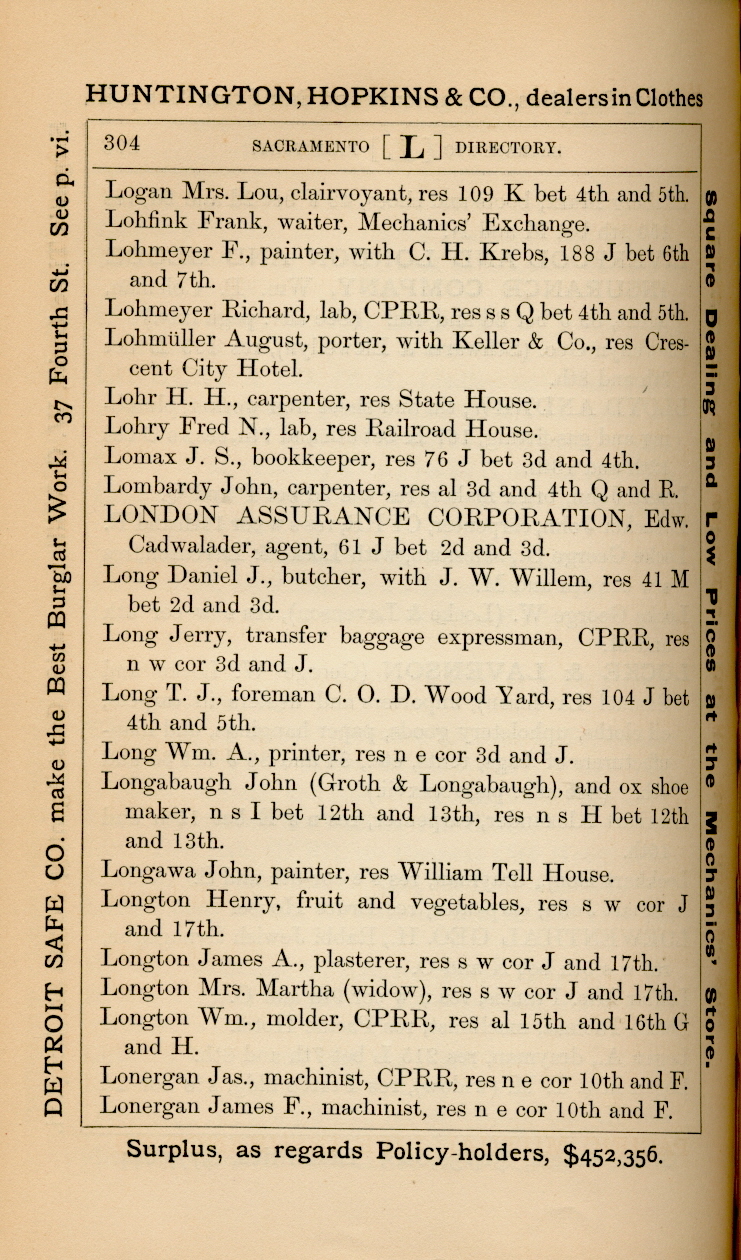 HUNTINGTON, HOPKINS & CO., dealers in Clothes
304 SACRAMENTO [ L ] DIRECTORY.
Logan Mrs. Lou, clairvoyant, res 109 K bet 4th and 5th.
Lohfink Frank, waiter, Mechanics' Exchange.
Lohmeyer F., painter, with C. H. Krebs, 188 J bet 6th
and 7th.
Lohmeyer Richard, lab, CPRR, res s s Q bet 4th and 5th.
Lohmüller August, porter, with Keller & Co., res Cres-
cent City Hotel.
Lohr H. H., carpenter, res State House.
Lohry Fred N., lab, res Railroad House.
Lomax J. S., bookkeeper, res 76 J bet 3d and 4th.
Lombardy John, carpenter, res al 3d and 4th Q and R.
LONDON ASSURANCE CORPORATION, Edw.
Cadwalader, agent, 61 J bet 2d and 3d.
Long Daniel J., butcher, with J. W. Willem, res 41 M
bet 2d and 3d.
Long Jerry, transfer baggage expressman, CPRR, res
n w cor 3d and J.
Long T. J., foreman C. O. D. Wood Yard, res 104 J bet
4th and 5th.
Long Wm. A., printer, res n e cor 3d and J.
Longabaugh John (Groth & Longabaugh), and ox shoe
maker, n s I bet 12th and 13th, res n s H bet 12th
and 13th.
Longawa John, painter, res William Tell House.
Longton Henry, fruit and vegetables, res s w cor J
and 17th.
Longton James A., plasterer, res s w cor J and 17th.
Longton Mrs. Martha (widow), res s w cor J and 17th.
Longton Wm., molder, CPRR, res al 15th and 16th G
and H.
Lonergan Jas., machinist, CPRR, res n e cor 10th and F.
Lonergan James F., machinist, res n e cor 10th and F.
Surplus, as regards Policy-holders, $452,356.
DETROIT SAFE CO. make the Best Burglar Work. 37 Fourth St. See p. vi.
Square Dealing and Low Prices at the Mechanics' Store.